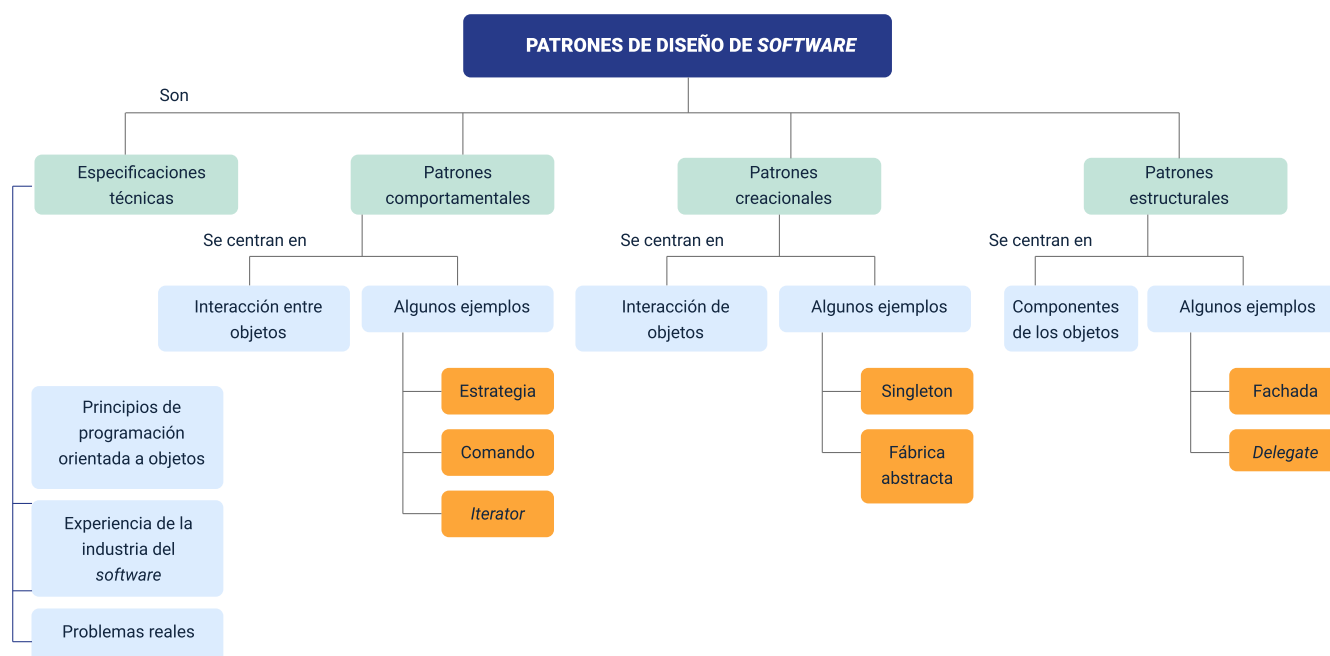 PATRONES DE DISEÑO DE SOFTWARE
Son
Especificaciones
técnicas
Patrones
comportamentales
Patrones
creacionales
Patrones
estructurales
Se centran en
Se centran en
Se centran en
Interacción entre
objetos
Algunos ejemplos
Interacción de
objetos
Algunos ejemplos
Componentes
de los objetos
Algunos ejemplos
Estrategia
Comando
Iterator
Singleton
Fábrica
abstracta
Fachada
Delegate
Principios de
programación
orientada a objetos
Experiencia de la
industria del
software
Problemas reales